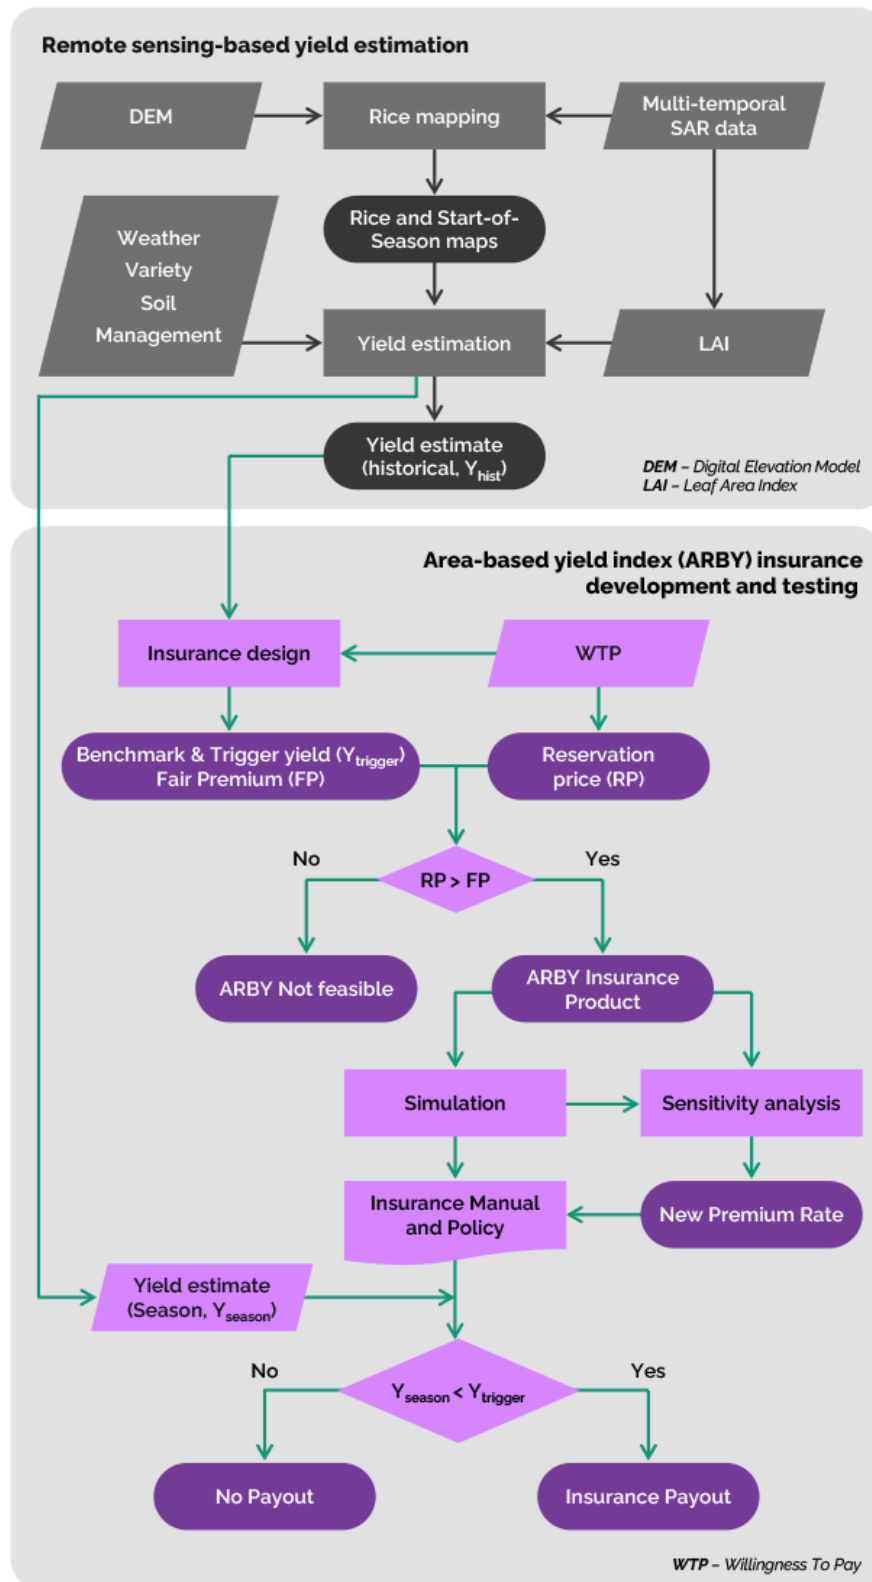 Remote sensing-based yield estimation
DEM
Rice mapping
Multi-temporal
SAR data
Rice and Start-of-
Season maps
Weather
Variety
Soil
Management
Yield estimation
LAI
Yield estimate
(historical, Yhist)
DEM – Digital Elevation Model
LAI – Leaf Area Index
Area-based yield index (ARBY) insurance
development and testing
Insurance design
WTP
Benchmark & Trigger yield (Ytrigger)
Fair Premium (FP)
Reservation
price (RP)
No
RP > FP
Yes
ARBY Not feasible
ARBY Insurance
Product
Simulation
Sensitivity analysis
Insurance Manual
and Policy
New Premium Rate
Yield estimate
(Season, Yseason)
No
Yseason < Ytrigger
Yes
No Payout
Insurance Payout
WTP – Willingness To Pay